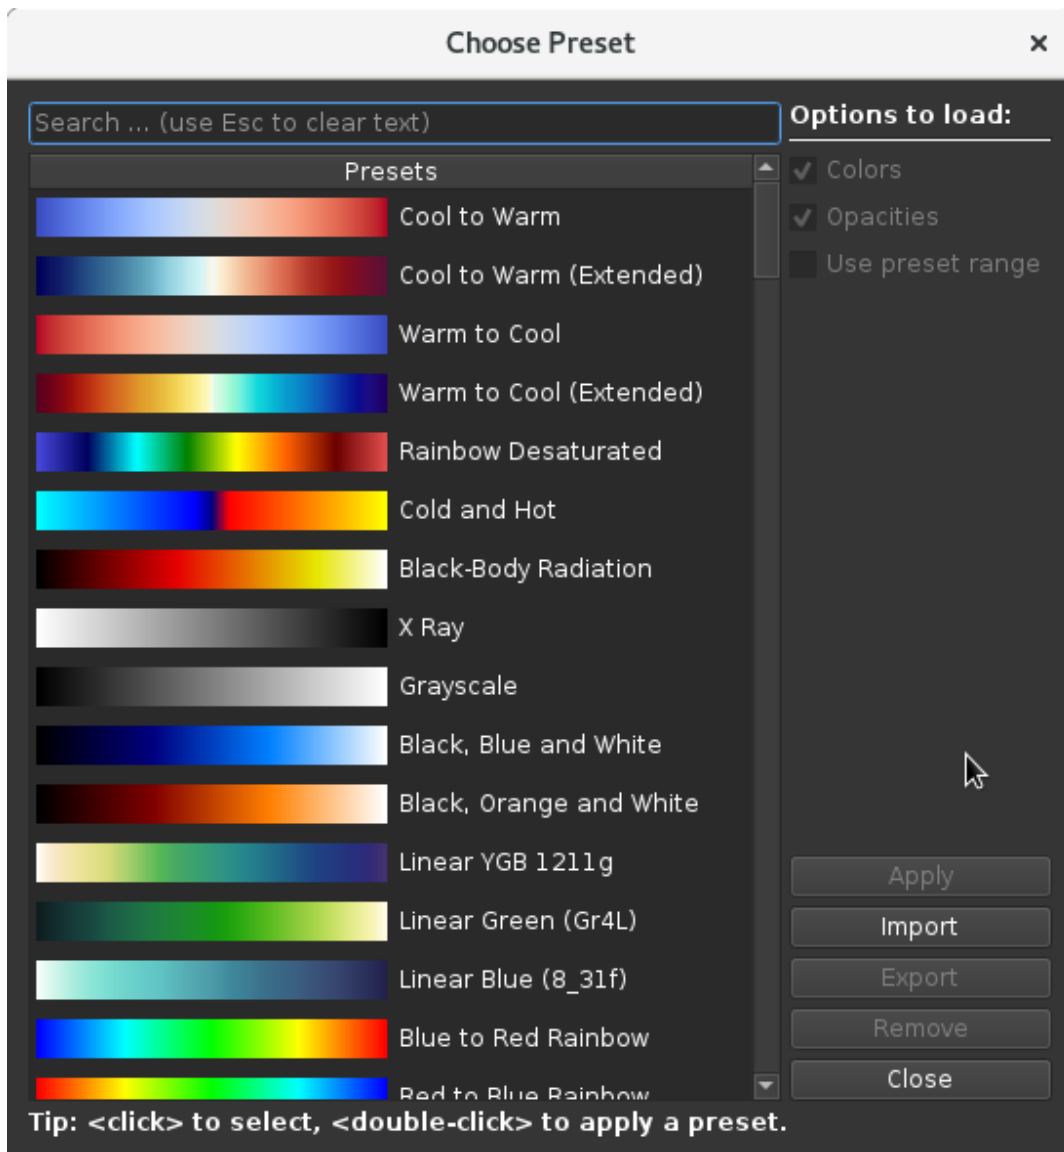 Choose Preset
Search ... (use Esc to clear text)
Presets
Cool to Warm
Cool to Warm (Extended)
Warm to Cool
Warm to Cool (Extended)
Rainbow Desaturated
Cold and Hot
Black-Body Radiation
X Ray
Grayscale
Black, Blue and White
Black, Orange and White
Linear YGB 1211g
Linear Green (Gr4L)
Linear Blue (8_31f)
Blue to Red Rainbow
Red to Blue Rainbow
Tip: <click> to select, <double-click> to apply a preset.
Options to load:
Colors
Opacities
Use preset range
Apply
Import
Export
Remove
Close